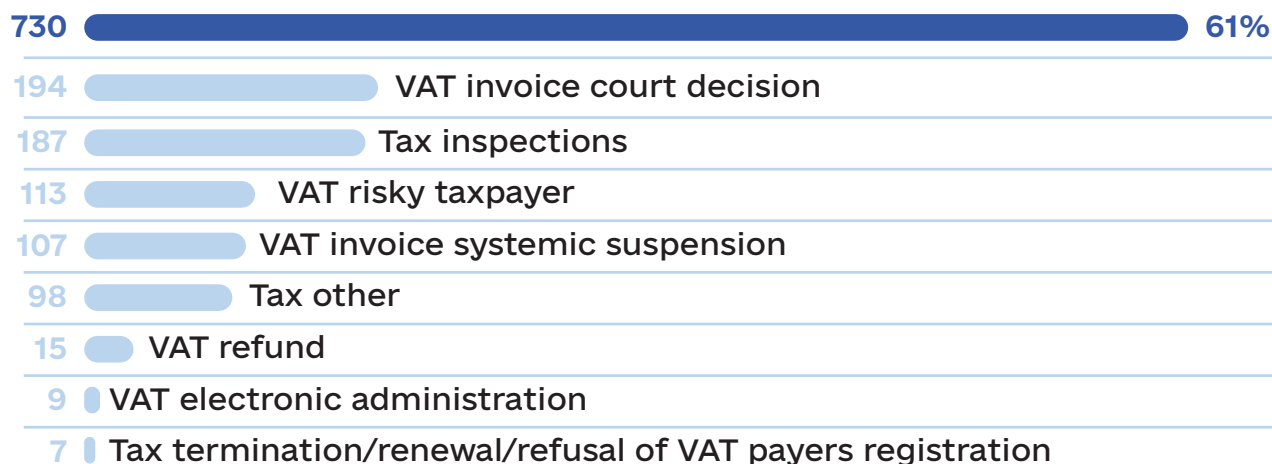 730 61%
194 VAT invoice court decision
187 Tax inspections
113 VAT risky taxpayer
107 VAT invoice systemic suspension
98 Tax other
15 VAT refund
9 VAT electronic administration
7 Tax termination/renewal/refusal of VAT payers registration